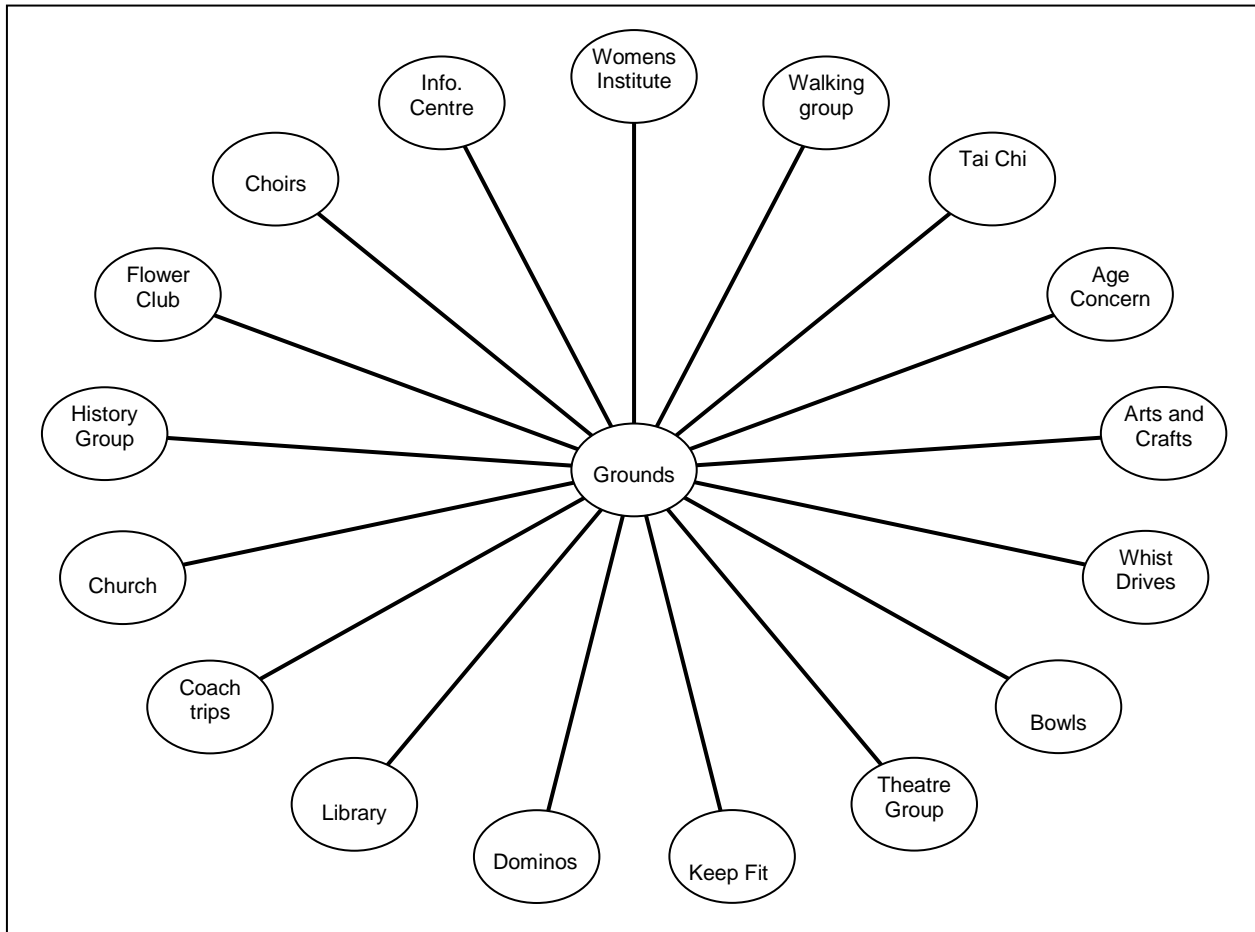 Womens
Institute
Walking
group
Tai Chi
Age
Concern
Arts and
Crafts
Whist
Drives
Bowls
Theatre
Group
Keep Fit
Dominos
Library
Coach
trips
Church
History
Group
Flower
Club
Choirs
Info.
Centre
Grounds